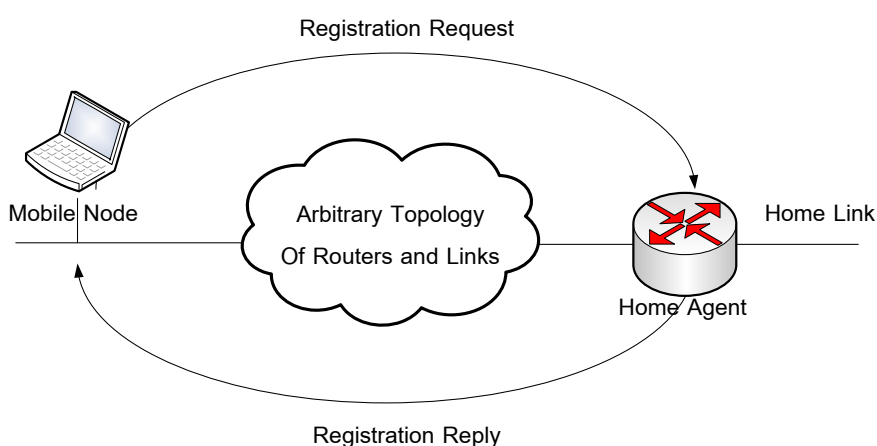 Registration Request
Mobile Node
Arbitrary Topology
Of Routers and Links
Home Link
Home Agent
Registration Reply